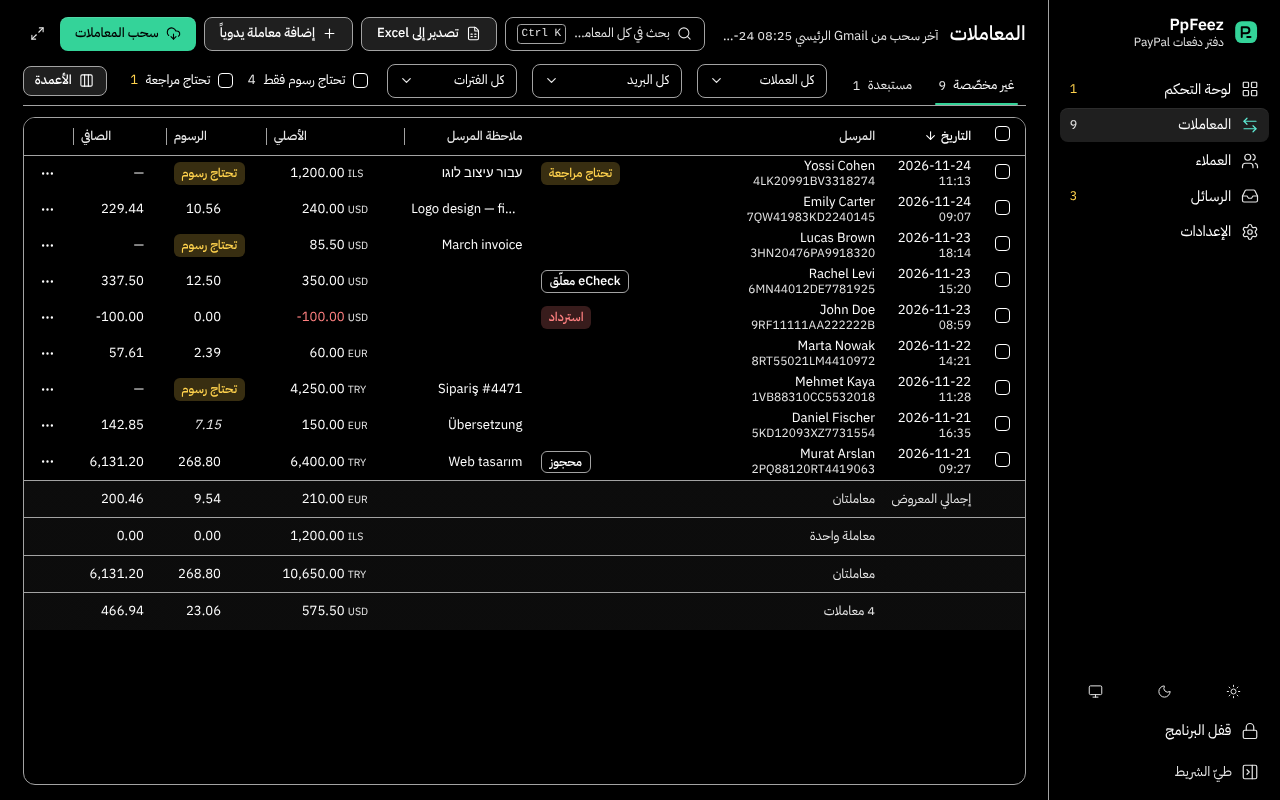 PpFeez
دفتر دفعات PayPal
لوحة التحكم 1
المعاملات 9
العملاء
الرسائل 3
الإعدادات
قفل البرنامج
طيّ الشريط
المعاملات
آخر سحب من Gmail الرئيسي 08:25 24-...
بحث في كل المعامـ... Ctrl K
تصدير إلى Excel
إضافة معاملة يدوياً
سحب المعاملات
غير مخصّصة 9
مستبعدة 1
كل العملات
كل البريد
كل الفترات
تحتاج رسوم فقط 4
تحتاج مراجعة 1
الأعمدة
التاريخ المرسل ملاحظة المرسل الأصلي الرسوم الصافي
2026-11-24 Yossi Cohen تحتاج مراجعة עבור עיצוב לוגו 1,200.00 ILS تحتاج رسوم —
11:13 4LK20991BV3318274
2026-11-24 Emily Carter Logo design — fi... 240.00 USD 10.56 229.44
09:07 7QW41983KD2240145
2026-11-23 Lucas Brown March invoice 85.50 USD تحتاج رسوم —
18:14 3HN20476PA9918320
2026-11-23 Rachel Levi eCheck معلّق 350.00 USD 12.50 337.50
15:20 6MN44012DE7781925
2026-11-23 John Doe استرداد -100.00 USD 0.00 -100.00
08:59 9RF11111AA222222B
2026-11-22 Marta Nowak 60.00 EUR 2.39 57.61
14:21 8RT55021LM4410972
2026-11-22 Mehmet Kaya Sipariş #4471 4,250.00 TRY تحتاج رسوم —
11:28 1VB88310CC5532018
2026-11-21 Daniel Fischer Übersetzung 150.00 EUR 7.15 142.85
16:35 5KD12093XZ7731554
2026-11-21 Murat Arslan محجوز Web tasarım 6,400.00 TRY 268.80 6,131.20
09:27 2PQ88120RT4419063
إجمالي المعروض معاملتان 210.00 EUR 9.54 200.46
معاملة واحدة 1,200.00 ILS 0.00 0.00
معاملتان 10,650.00 TRY 268.80 6,131.20
4 معاملات 575.50 USD 23.06 466.94